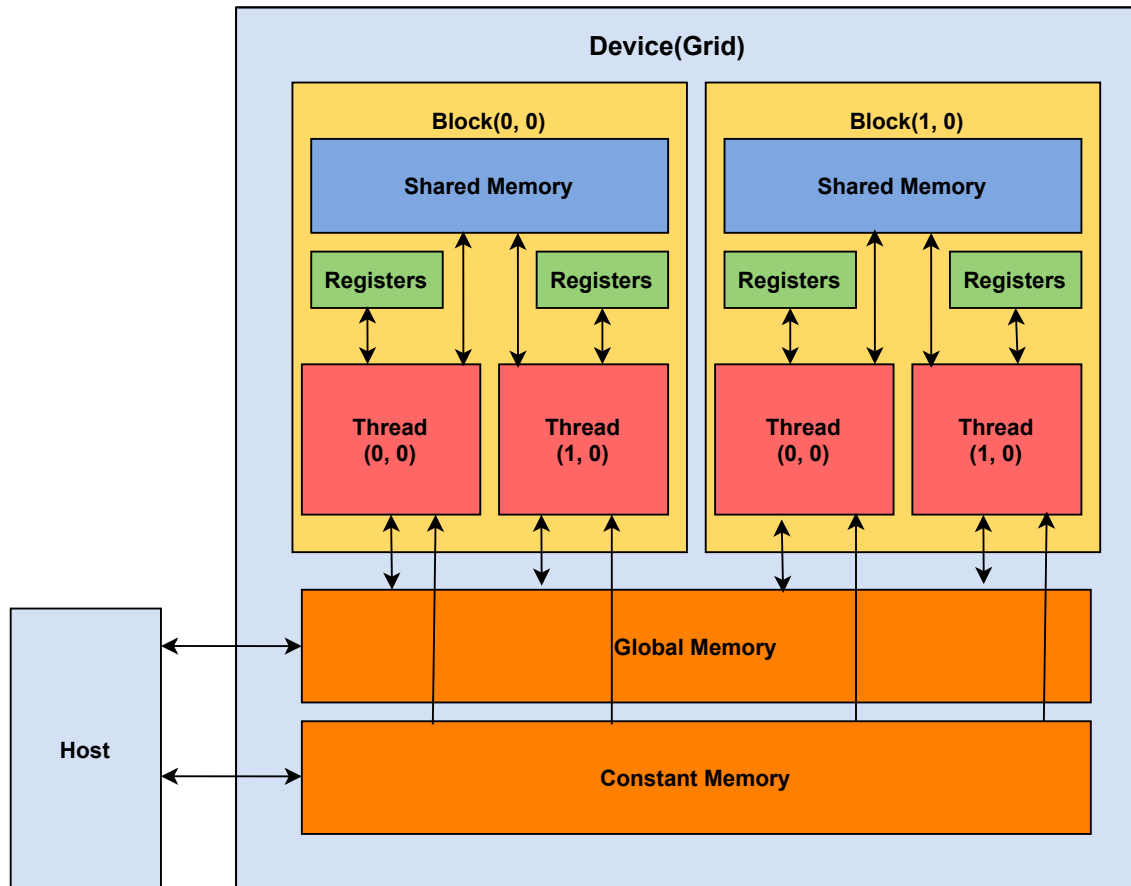 Device(Grid)
Block(0, 0)
Block(1, 0)
Shared Memory
Shared Memory
Registers
Registers
Registers
Registers
Thread
(0, 0)
Thread
(1, 0)
Thread
(0, 0)
Thread
(1, 0)
Global Memory
Host
Constant Memory